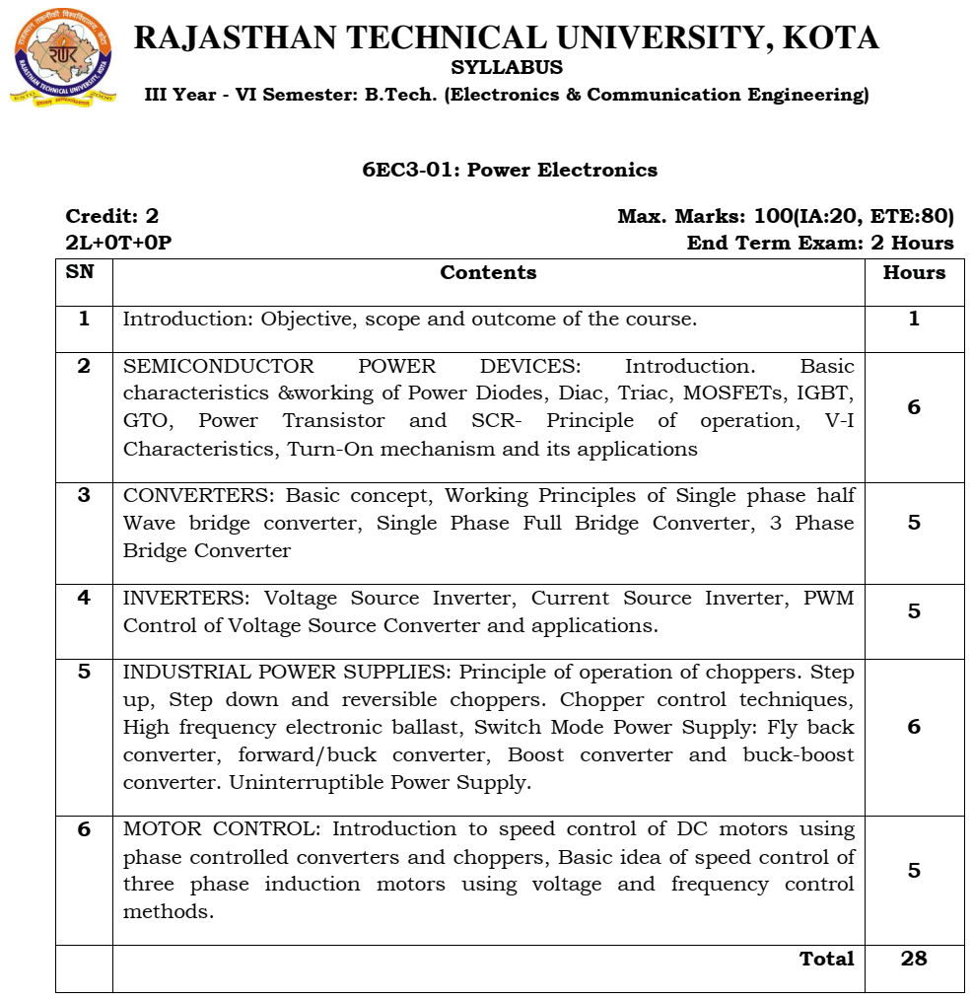 RAJASTHAN TECHNICAL UNIVERSITY, KOTA
SYLLABUS
III Year - VI Semester: B.Tech. (Electronics & Communication Engineering)
RAJASTHAN TECHNICAL UNIVERSITY, KOTA
6EC3-01: Power Electronics
Credit: 2 Max. Marks: 100(IA:20, ETE:80)
2L+0T+0P End Term Exam: 2 Hours
SN Contents Hours
1 Introduction: Objective, scope and outcome of the course. 1
2 SEMICONDUCTOR POWER DEVICES: Introduction. Basic
characteristics &working of Power Diodes, Diac, Triac, MOSFETs, IGBT,
GTO, Power Transistor and SCR- Principle of operation, V-I
Characteristics, Turn-On mechanism and its applications
6
3 CONVERTERS: Basic concept, Working Principles of Single phase half
Wave bridge converter, Single Phase Full Bridge Converter, 3 Phase
Bridge Converter
5
4 INVERTERS: Voltage Source Inverter, Current Source Inverter, PWM
Control of Voltage Source Converter and applications.
5
5 INDUSTRIAL POWER SUPPLIES: Principle of operation of choppers. Step
up, Step down and reversible choppers. Chopper control techniques,
High frequency electronic ballast, Switch Mode Power Supply: Fly back
converter, forward/buck converter, Boost converter and buck-boost
converter. Uninterruptible Power Supply.
6
6 MOTOR CONTROL: Introduction to speed control of DC motors using
phase controlled converters and choppers, Basic idea of speed control of
three phase induction motors using voltage and frequency control
methods.
5
Total 28